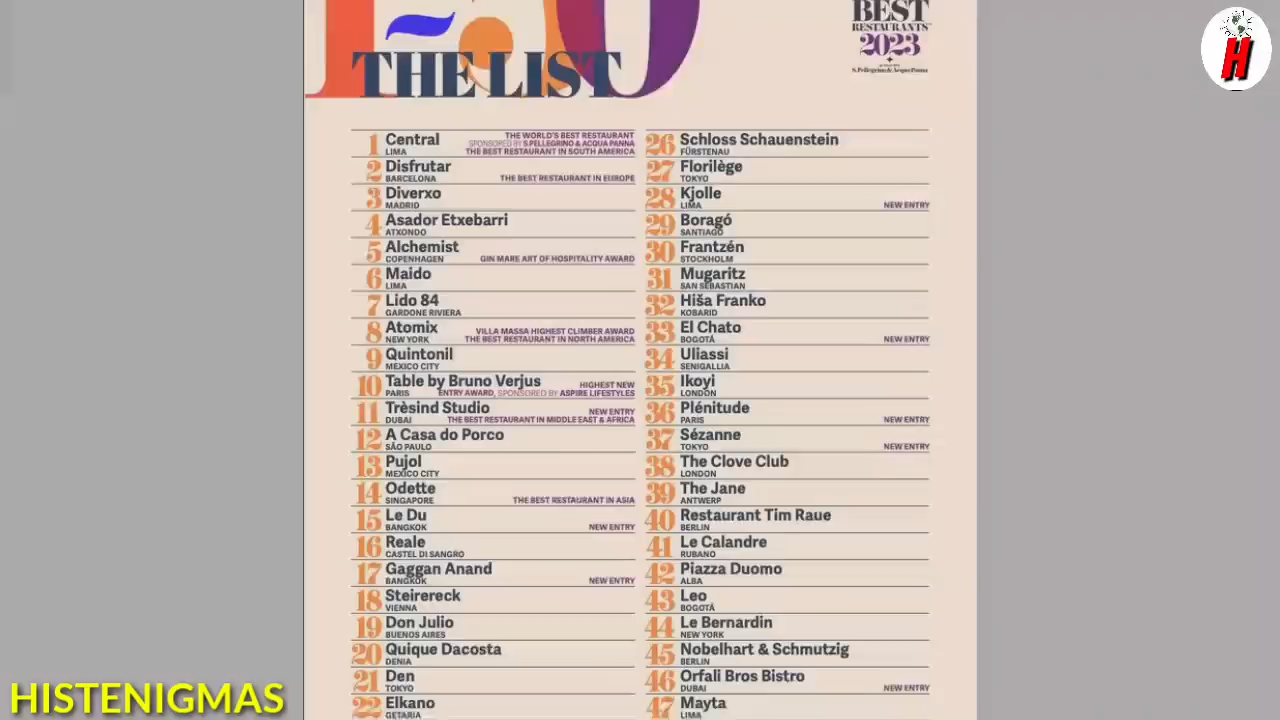 BEST
RESTAURANTS
2023
S.Pellegrino & Acqua Panna
THE LIST
H
1 Central
LIMA
THE WORLD'S BEST RESTAURANT
SPONSORED BY S.PELLEGRINO & ACQUA PANNA
THE BEST RESTAURANT IN SOUTH AMERICA
2 Disfrutar
BARCELONA THE BEST RESTAURANT IN EUROPE
3 Diverxo
MADRID
4 Asador Etxebarri
ATXONDO
5 Alchemist
COPENHAGEN GIN MARE ART OF HOSPITALITY AWARD
6 Maido
LIMA
7 Lido 84
GARDONE RIVIERA
8 Atomix VILLA MASSA HIGHEST CLIMBER AWARD
NEW YORK THE BEST RESTAURANT IN NORTH AMERICA
9 Quintonil
MEXICO CITY
10 Table by Bruno Verjus HIGHEST NEW
PARIS ENTRY AWARD, SPONSORED BY ASPIRE LIFESTYLES
11 Trèsind Studio NEW ENTRY
DUBAI THE BEST RESTAURANT IN MIDDLE EAST & AFRICA
12 A Casa do Porco
SÃO PAULO
13 Pujol
MEXICO CITY
14 Odette
SINGAPORE THE BEST RESTAURANT IN ASIA
15 Le Du
BANGKOK NEW ENTRY
16 Reale
CASTEL DI SANGRO
17 Gaggan Anand
BANGKOK NEW ENTRY
18 Steirereck
VIENNA
19 Don Julio
BUENOS AIRES
20 Quique Dacosta
DENIA
21 Den
TOKYO
22 Elkano
GETARIA
26 Schloss Schauenstein
FÜRSTENAU
27 Florilège
TOKYO
28 Kjolle
LIMA NEW ENTRY
29 Boragó
SANTIAGO
30 Frantzén
STOCKHOLM
31 Mugaritz
SAN SEBASTIAN
32 Hiša Franko
KOBARID
33 El Chato
BOGOTÁ NEW ENTRY
34 Uliassi
SENIGALLIA
35 Ikoyi
LONDON
36 Plénitude
PARIS NEW ENTRY
37 Sézanne
TOKYO NEW ENTRY
38 The Clove Club
LONDON
39 The Jane
ANTWERP
40 Restaurant Tim Raue
BERLIN
41 Le Calandre
RUBANO
42 Piazza Duomo
ALBA
43 Leo
BOGOTÁ
44 Le Bernardin
NEW YORK
45 Nobelhart & Schmutzig
BERLIN
46 Orfali Bros Bistro
DUBAI NEW ENTRY
47 Mayta
LIMA
HISTENIGMAS